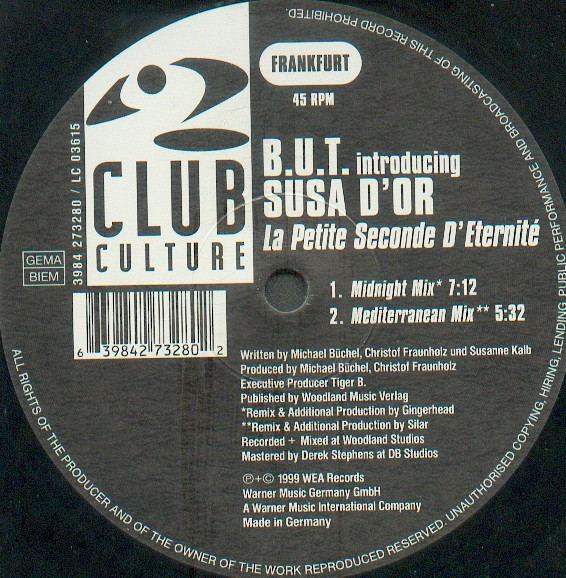 FRANKFURT
45 RPM
CLUB
CULTURE
3984 273280 / LC 03615
GEMA
BIEM
6 39842 73280 2
B.U.T. introducing
SUSA D'OR
La Petite Seconde D'Eternité
1. Midnight Mix* 7:12
2. Mediterranean Mix** 5:32
Written by Michael Büchel, Christof Fraunholz und Susanne Kalb
Produced by Michael Büchel, Christof Fraunholz
Executive Producer Tiger B.
Published by Woodland Music Verlag
*Remix & Additional Production by Gingerhead
**Remix & Additional Production by Silar
Recorded + Mixed at Woodland Studios
Mastered by Derek Stephens at DB Studios
℗+© 1999 WEA Records
Warner Music Germany GmbH
A Warner Music International Company
Made in Germany
ALL RIGHTS OF THE PRODUCER AND OF THE OWNER OF THE WORK REPRODUCED RESERVED. UNAUTHORISED COPYING, HIRING, LENDING, PUBLIC PERFORMANCE AND BROADCASTING OF THIS RECORD PROHIBITED.